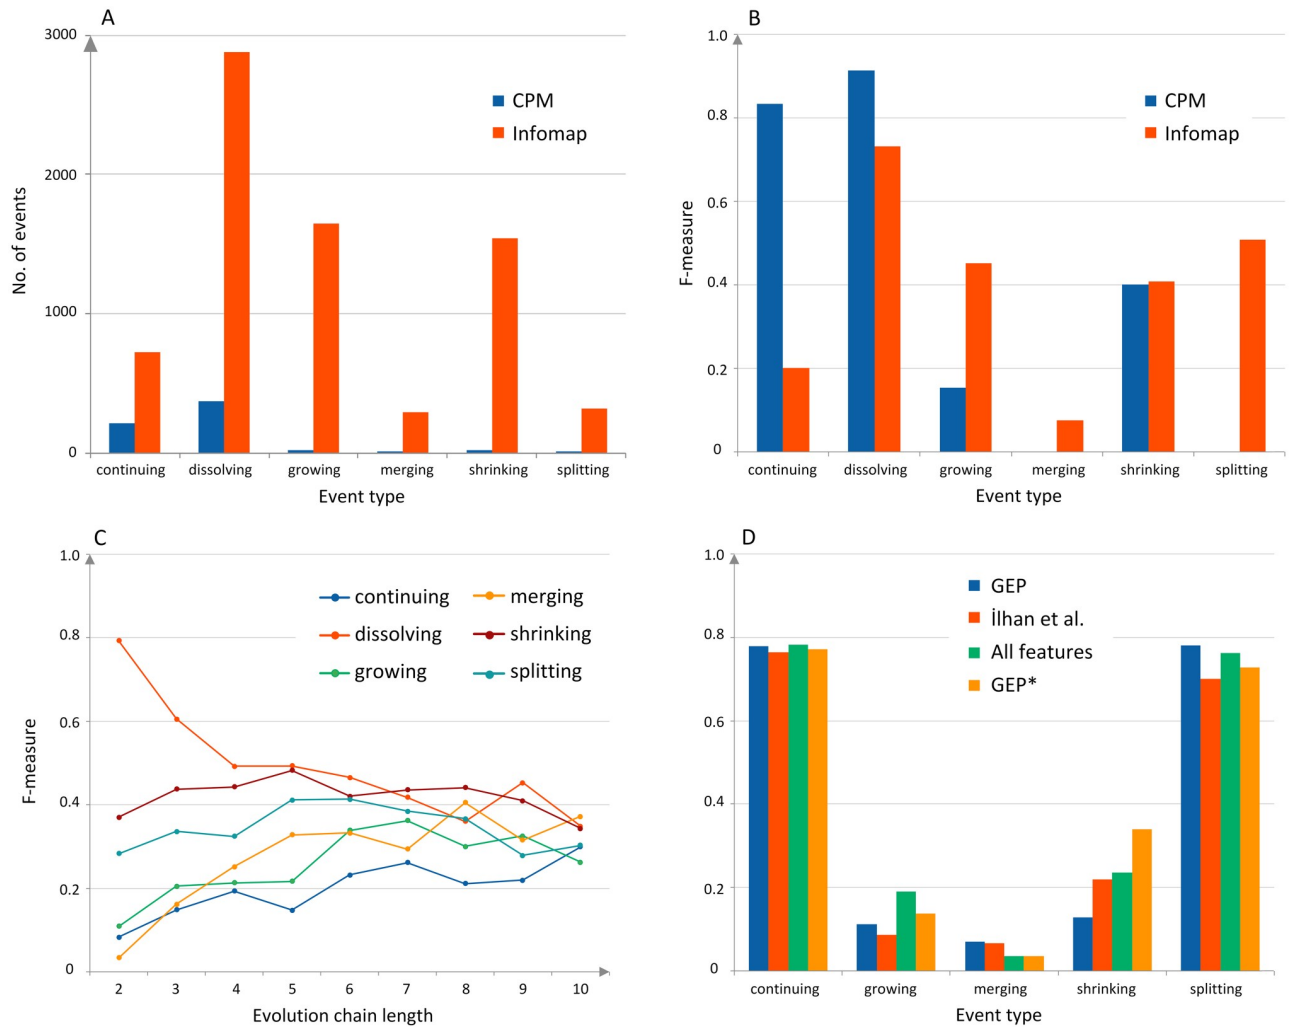 A
3000
2000
1000
0
No. of events
CPM
Infomap
continuing dissolving growing merging shrinking splitting
Event type
B
1.0
0.8
0.6
0.4
0.2
0
F-measure
CPM
Infomap
continuing dissolving growing merging shrinking splitting
Event type
C
1.0
0.8
0.6
0.4
0.2
0
F-measure
continuing merging
dissolving shrinking
growing splitting
2 3 4 5 6 7 8 9 10
Evolution chain length
D
1.0
0.8
0.6
0.4
0.2
0
GEP
İlhan et al.
All features
GEP*
continuing growing merging shrinking splitting
Event type